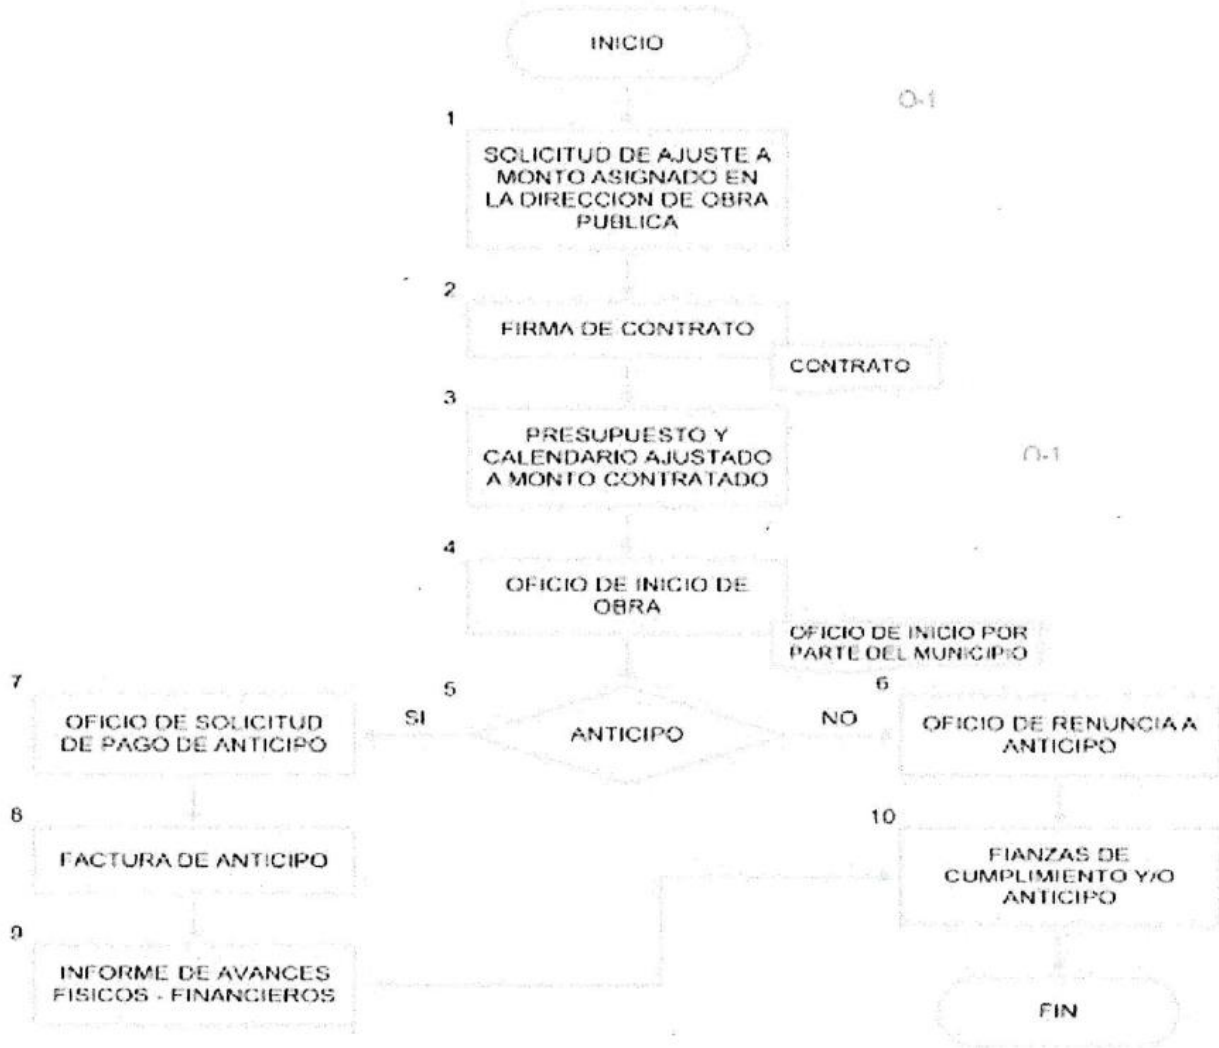 INICIO
O-1
1
SOLICITUD DE AJUSTE A
MONTO ASIGNADO EN
LA DIRECCION DE OBRA
PUBLICA
2
FIRMA DE CONTRATO
CONTRATO
3
PRESUPUESTO Y
CALENDARIO AJUSTADO
A MONTO CONTRATADO
O-1
4
OFICIO DE INICIO DE
OBRA
OFICIO DE INICIO POR
PARTE DEL MUNICIPIO
5
ANTICIPO
SI
NO
7
OFICIO DE SOLICITUD
DE PAGO DE ANTICIPO
6
OFICIO DE RENUNCIA A
ANTICIPO
8
FACTURA DE ANTICIPO
10
FIANZAS DE
CUMPLIMIENTO Y/O
ANTICIPO
9
INFORME DE AVANCES
FISICOS - FINANCIEROS
FIN